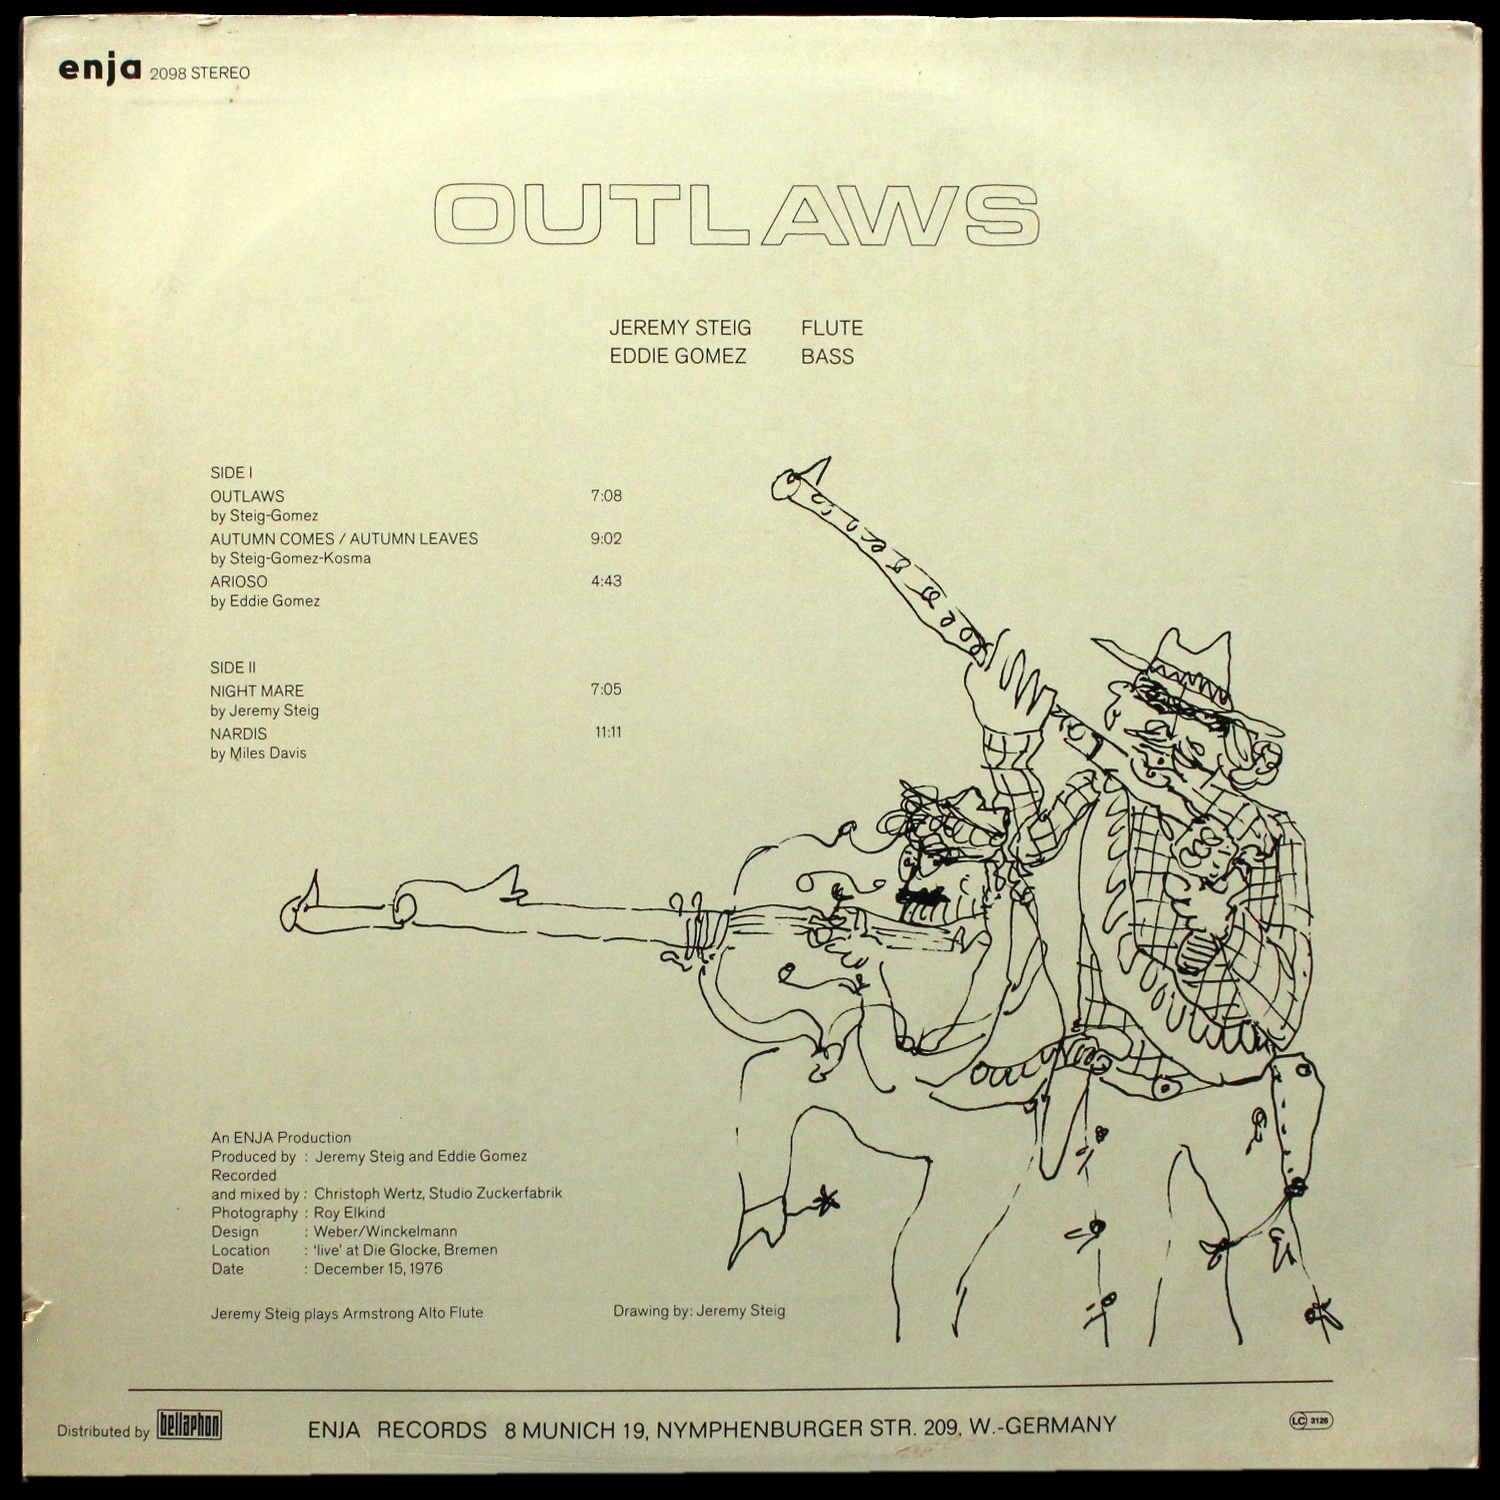 enja 2098 STEREO
OUTLAWS
JEREMY STEIG FLUTE
EDDIE GOMEZ BASS
SIDE I
OUTLAWS 7:08
by Steig-Gomez
AUTUMN COMES / AUTUMN LEAVES 9:02
by Steig-Gomez-Kosma
ARIOSO 4:43
by Eddie Gomez
SIDE II
NIGHT MARE 7:05
by Jeremy Steig
NARDIS 11:11
by Miles Davis
An ENJA Production
Produced by : Jeremy Steig and Eddie Gomez
Recorded
and mixed by : Christoph Wertz, Studio Zuckerfabrik
Photography : Roy Elkind
Design : Weber/Winckelmann
Location : 'live' at Die Glocke, Bremen
Date : December 15, 1976
Jeremy Steig plays Armstrong Alto Flute
Drawing by: Jeremy Steig
Distributed by bellaphon
ENJA RECORDS 8 MUNICH 19, NYMPHENBURGER STR. 209, W.-GERMANY
LC 3126